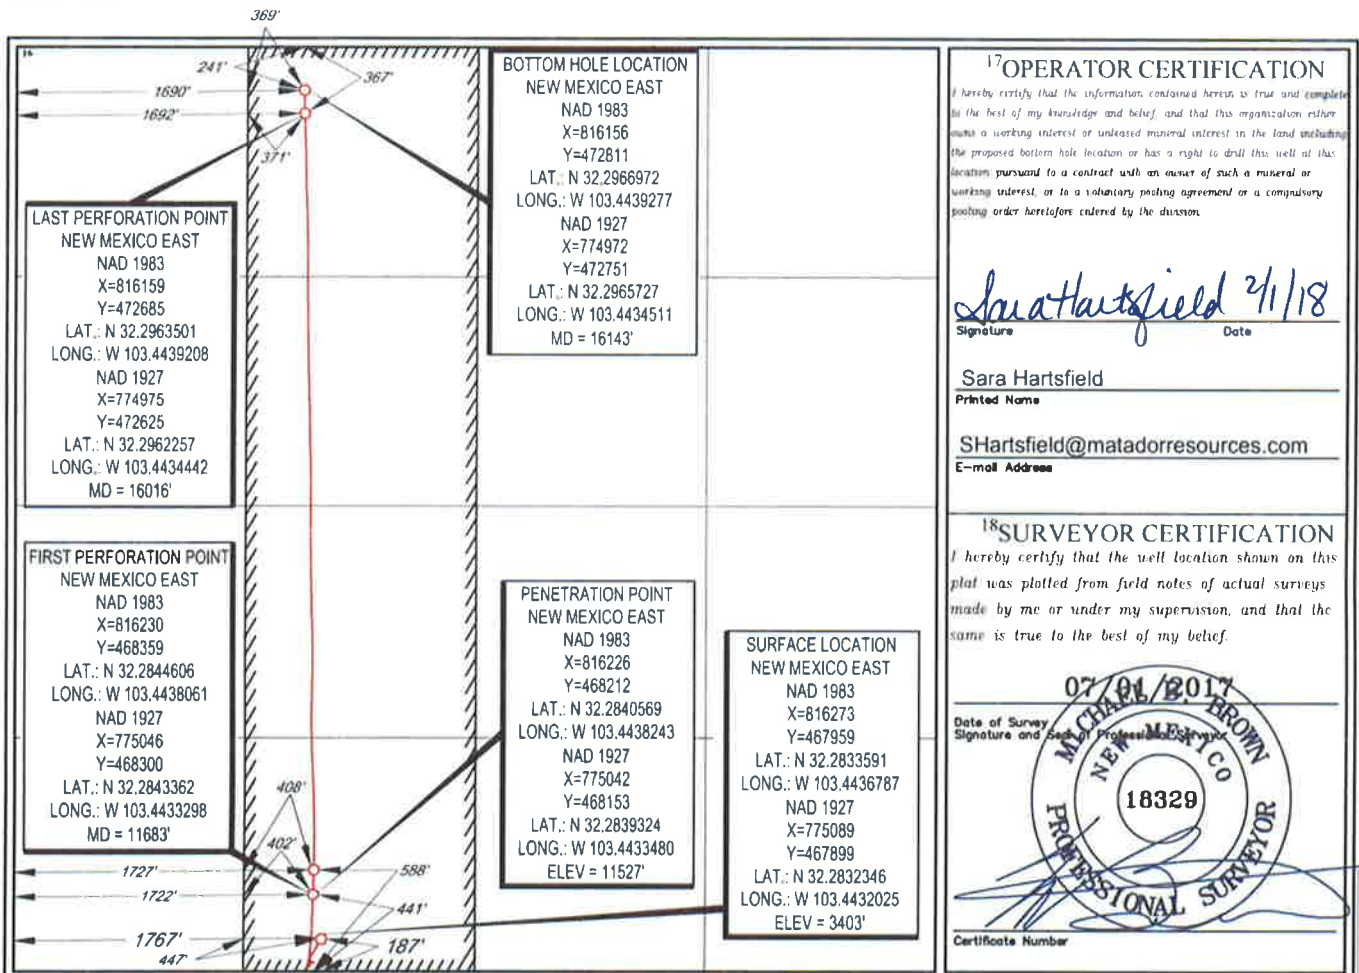 369'
16
241'
367'
1690'
1692'
371'
BOTTOM HOLE LOCATION
NEW MEXICO EAST
NAD 1983
X=816156
Y=472811
LAT.: N 32.2966972
LONG.: W 103.4439277
NAD 1927
X=774972
Y=472751
LAT.: N 32.2965727
LONG.: W 103.4434511
MD = 16143'
LAST PERFORATION POINT
NEW MEXICO EAST
NAD 1983
X=816159
Y=472685
LAT.: N 32.2963501
LONG.: W 103.4439208
NAD 1927
X=774975
Y=472625
LAT.: N 32.2962257
LONG.: W 103.4434442
MD = 16016'
FIRST PERFORATION POINT
NEW MEXICO EAST
NAD 1983
X=816230
Y=468359
LAT.: N 32.2844606
LONG.: W 103.4438061
NAD 1927
X=775046
Y=468300
LAT.: N 32.2843362
LONG.: W 103.4433298
MD = 11683'
PENETRATION POINT
NEW MEXICO EAST
NAD 1983
X=816226
Y=468212
LAT.: N 32.2840569
LONG.: W 103.4438243
NAD 1927
X=775042
Y=468153
LAT.: N 32.2839324
LONG.: W 103.4433480
ELEV = 11527'
SURFACE LOCATION
NEW MEXICO EAST
NAD 1983
X=816273
Y=467959
LAT.: N 32.2833591
LONG.: W 103.4436787
NAD 1927
X=775089
Y=467899
LAT.: N 32.2832346
LONG.: W 103.4432025
ELEV = 3403'
408'
402'
1727'
588'
1722'
441'
1767'
187'
447'
17 OPERATOR CERTIFICATION
I hereby certify that the information contained herein is true and complete
to the best of my knowledge and belief, and that this organization either
owns a working interest or unleased mineral interest in the land including
the proposed bottom hole location or has a right to drill this well at this
location pursuant to a contract with an owner of such a mineral or
working interest, or to a voluntary pooling agreement or a compulsory
pooling order heretofore entered by the division
Sara Hartsfield 2/1/18
Signature Date
Sara Hartsfield
Printed Name
SHartsfield@matadorresources.com
E-mail Address
18 SURVEYOR CERTIFICATION
I hereby certify that the well location shown on this
plat was plotted from field notes of actual surveys
made by me or under my supervision, and that the
same is true to the best of my belief.
07/01/2017
Date of Survey
Signature and Seal of Professional Surveyor
MICHAEL B. BROWN
NEW MEXICO
18329
PROFESSIONAL SURVEYOR
Certificate Number